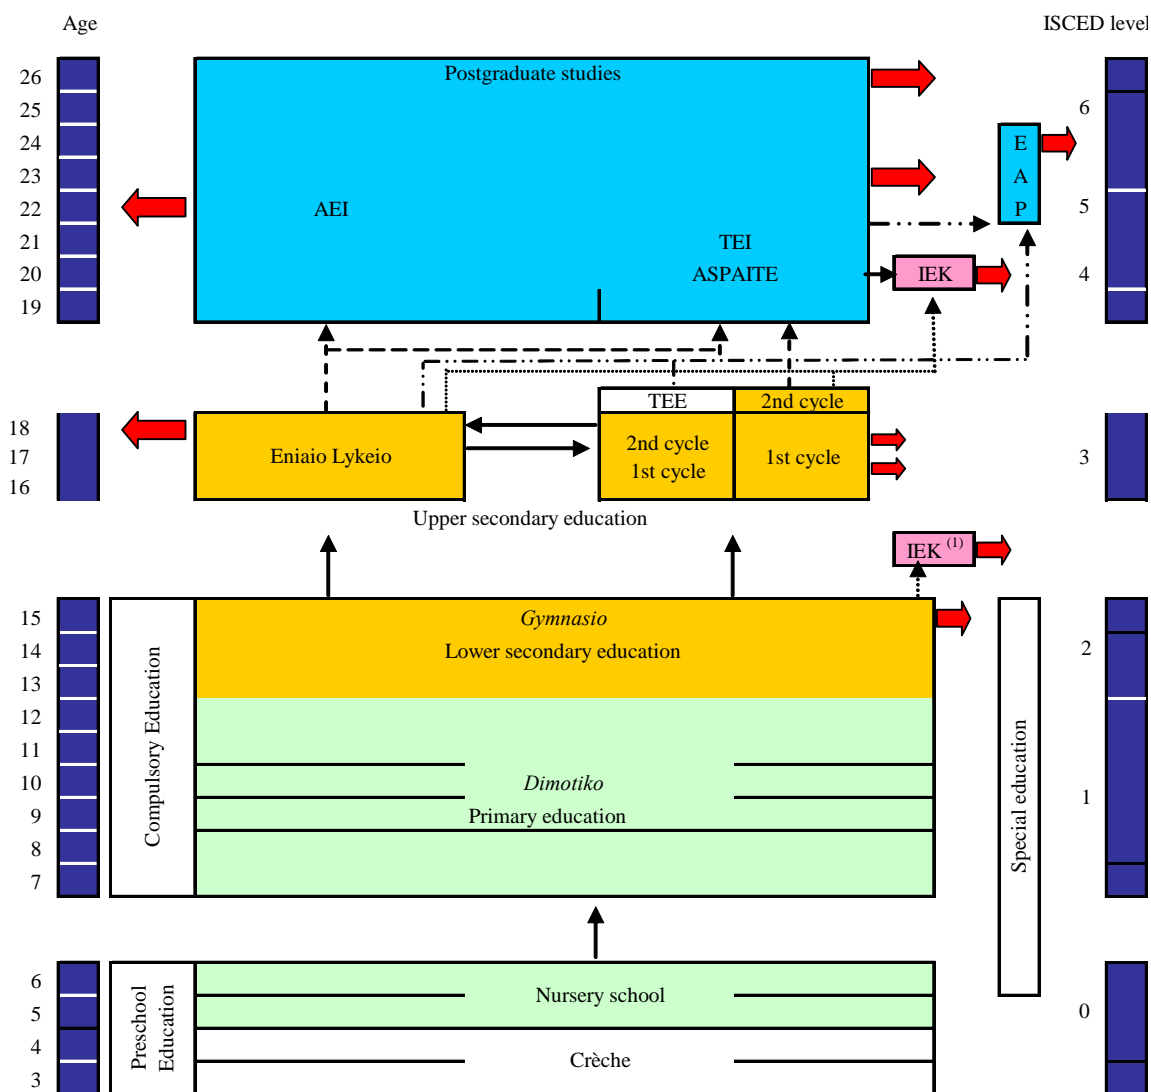 Age
ISCED level
26
Postgraduate studies
25
6
24
E
23
A
22
AEI
P
5
21
TEI
20
ASPAITE
IEK
4
19
TEE
2nd cycle
18
17
Eniaio Lykeio
2nd cycle
1st cycle
1st cycle
3
16
Upper secondary education
IEK (1)
15
Gymnasio
14
Lower secondary education
2
13
12
11
10
Dimotiko
1
9
Primary education
8
7
Compulsory Education
Special education
6
Nursery school
5
0
4
Crèche
3
Preschool
Education